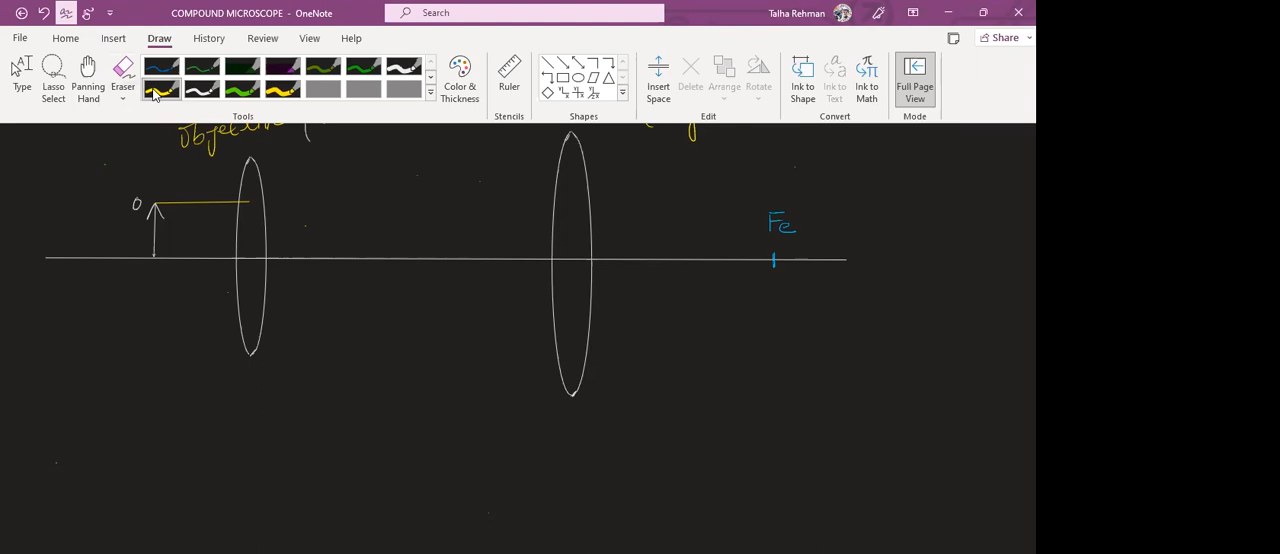 COMPOUND MICROSCOPE - OneNote
Search
Talha Rehman
File Home Insert Draw History Review View Help
Share
Type
Lasso Select
Panning Hand
Eraser
Color & Thickness
Ruler
Insert Space
Delete
Arrange
Rotate
Ink to Shape
Ink to Text
Ink to Math
Full Page View
Tools
Stencils
Shapes
Edit
Convert
Mode
objective
O
Fe